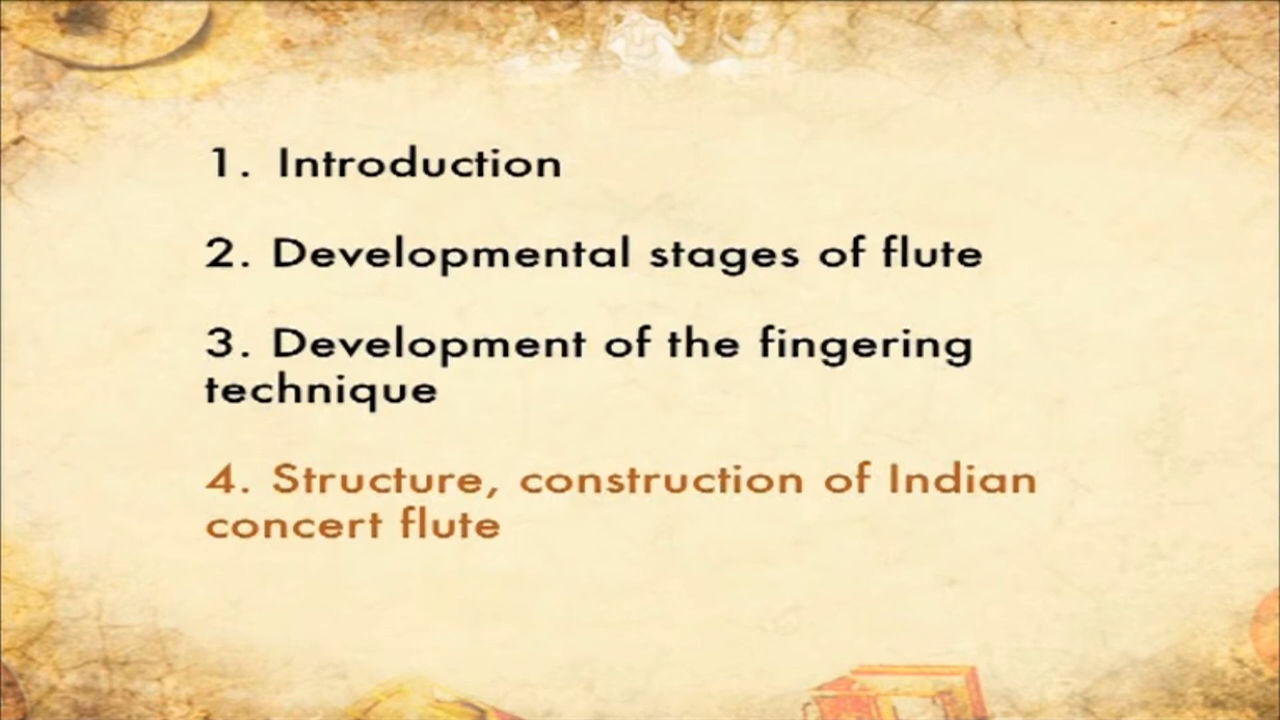 1. Introduction
2. Developmental stages of flute
3. Development of the fingering
technique
4. Structure, construction of Indian
concert flute